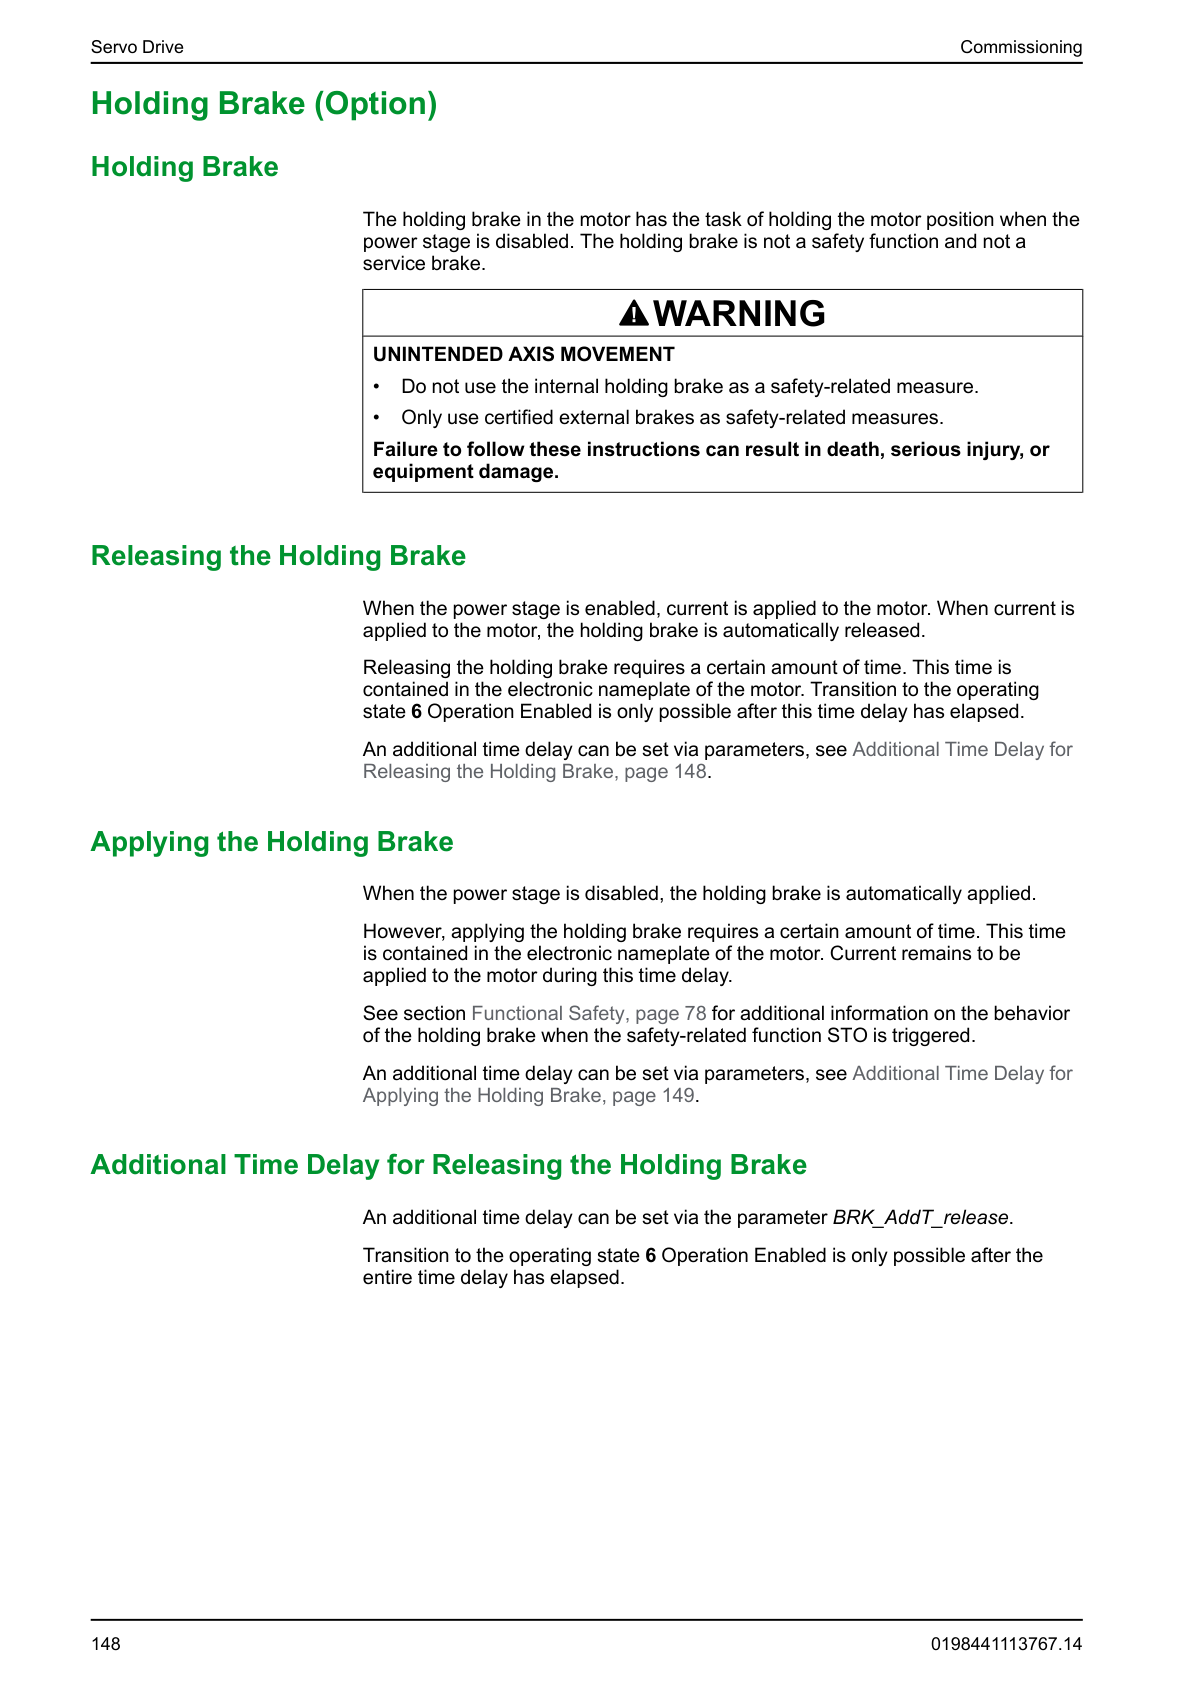 Servo Drive
Commissioning
Holding Brake (Option)
Holding Brake
The holding brake in the motor has the task of holding the motor position when the
power stage is disabled. The holding brake is not a safety function and not a
service brake.
WARNING
UNINTENDED AXIS MOVEMENT
• Do not use the internal holding brake as a safety-related measure.
• Only use certified external brakes as safety-related measures.
Failure to follow these instructions can result in death, serious injury, or
equipment damage.
Releasing the Holding Brake
When the power stage is enabled, current is applied to the motor. When current is
applied to the motor, the holding brake is automatically released.
Releasing the holding brake requires a certain amount of time. This time is
contained in the electronic nameplate of the motor. Transition to the operating
state 6 Operation Enabled is only possible after this time delay has elapsed.
An additional time delay can be set via parameters, see Additional Time Delay for
Releasing the Holding Brake, page 148.
Applying the Holding Brake
When the power stage is disabled, the holding brake is automatically applied.
However, applying the holding brake requires a certain amount of time. This time
is contained in the electronic nameplate of the motor. Current remains to be
applied to the motor during this time delay.
See section Functional Safety, page 78 for additional information on the behavior
of the holding brake when the safety-related function STO is triggered.
An additional time delay can be set via parameters, see Additional Time Delay for
Applying the Holding Brake, page 149.
Additional Time Delay for Releasing the Holding Brake
An additional time delay can be set via the parameter BRK_AddT_release.
Transition to the operating state 6 Operation Enabled is only possible after the
entire time delay has elapsed.
148
0198441113767.14